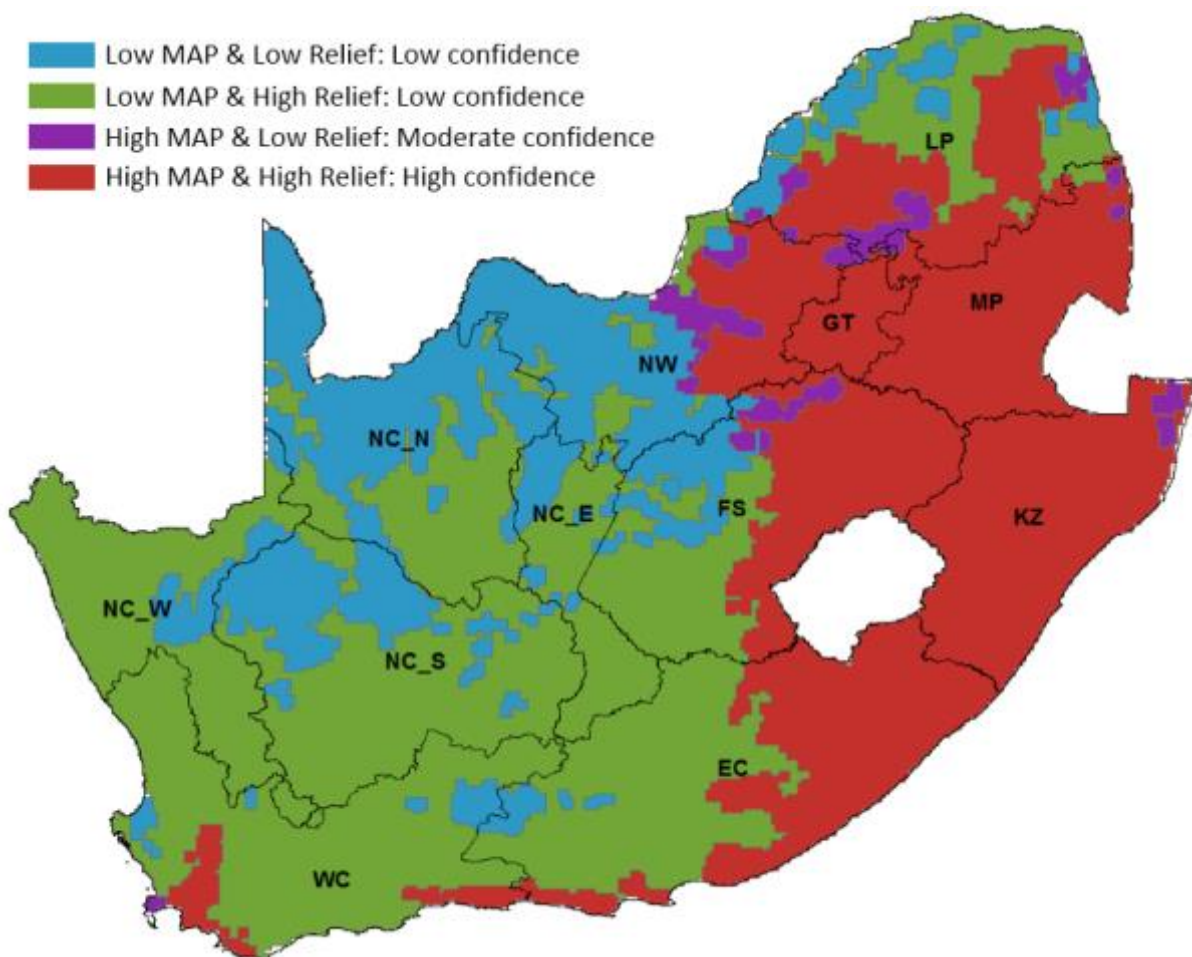 Low MAP & Low Relief: Low confidence
Low MAP & High Relief: Low confidence
High MAP & Low Relief: Moderate confidence
High MAP & High Relief: High confidence
LP
MP
GT
NW
NC_N
NC_E
FS
KZ
NC_W
NC_S
EC
WC